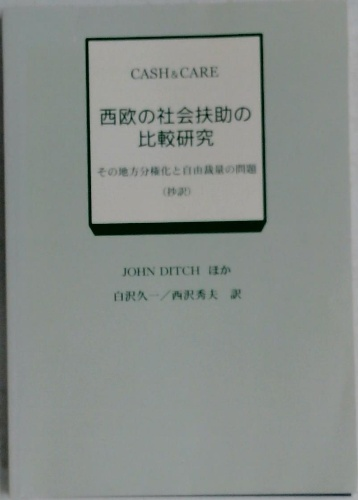 CASH & CARE
西欧の社会扶助の
比較研究
その地方分権化と自由裁量の問題
(抄訳)
JOHN DITCH ほか
白沢久一／西沢秀夫 訳